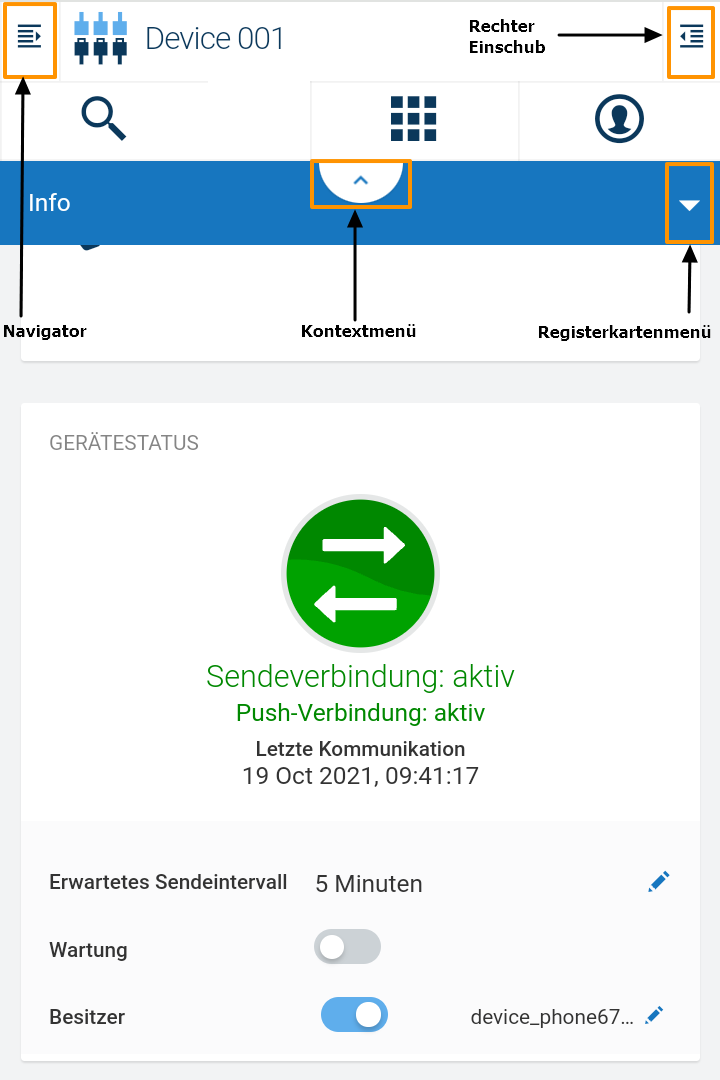 Device 001
Rechter
Einschub
Info
Navigator
Kontextmenü
Registerkartenmenü
GERÄTESTATUS
Sendeverbindung: aktiv
Push-Verbindung: aktiv
Letzte Kommunikation
19 Oct 2021, 09:41:17
Erwartetes Sendeintervall 5 Minuten
Wartung
Besitzer device_phone67...